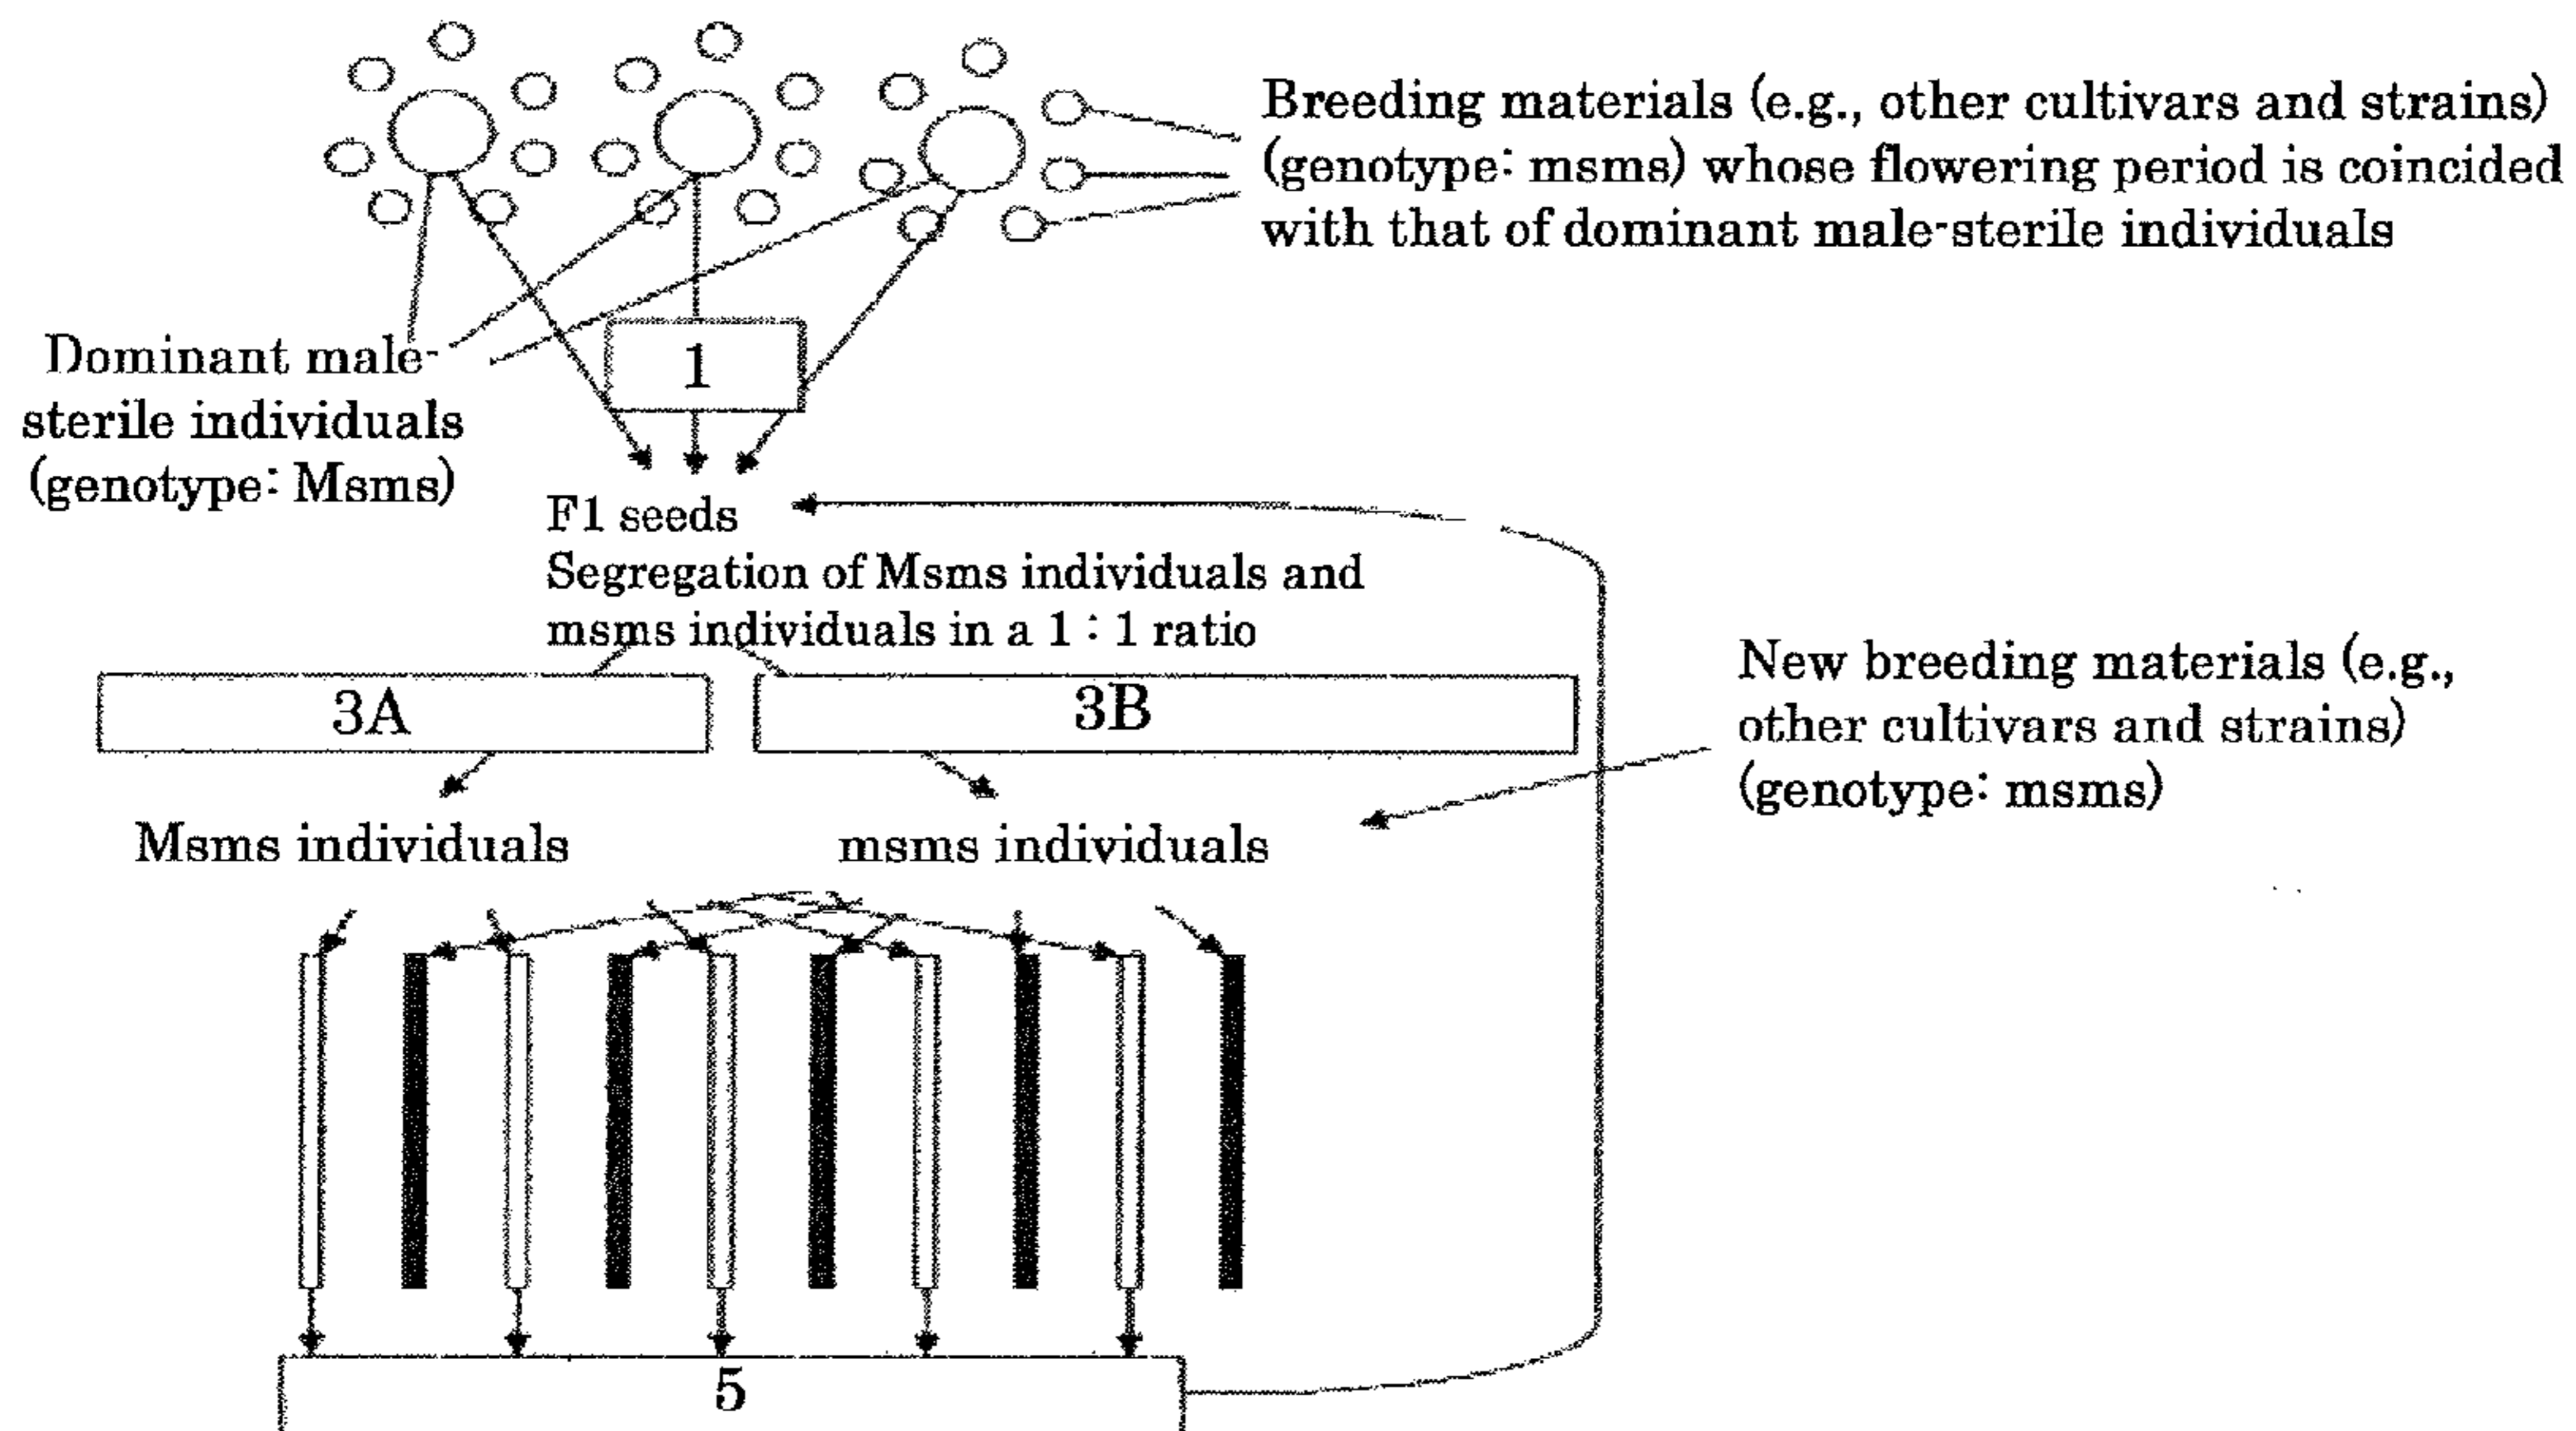 Breeding materials (e.g., other cultivars and strains)
(genotype: msms) whose flowering period is coincided
with that of dominant male-sterile individuals
1
Dominant male-
sterile individuals
(genotype: Msms)
F1 seeds
Segregation of Msms individuals and
msms individuals in a 1 : 1 ratio
3A
3B
New breeding materials (e.g.,
other cultivars and strains)
(genotype: msms)
Msms individuals
msms individuals
5